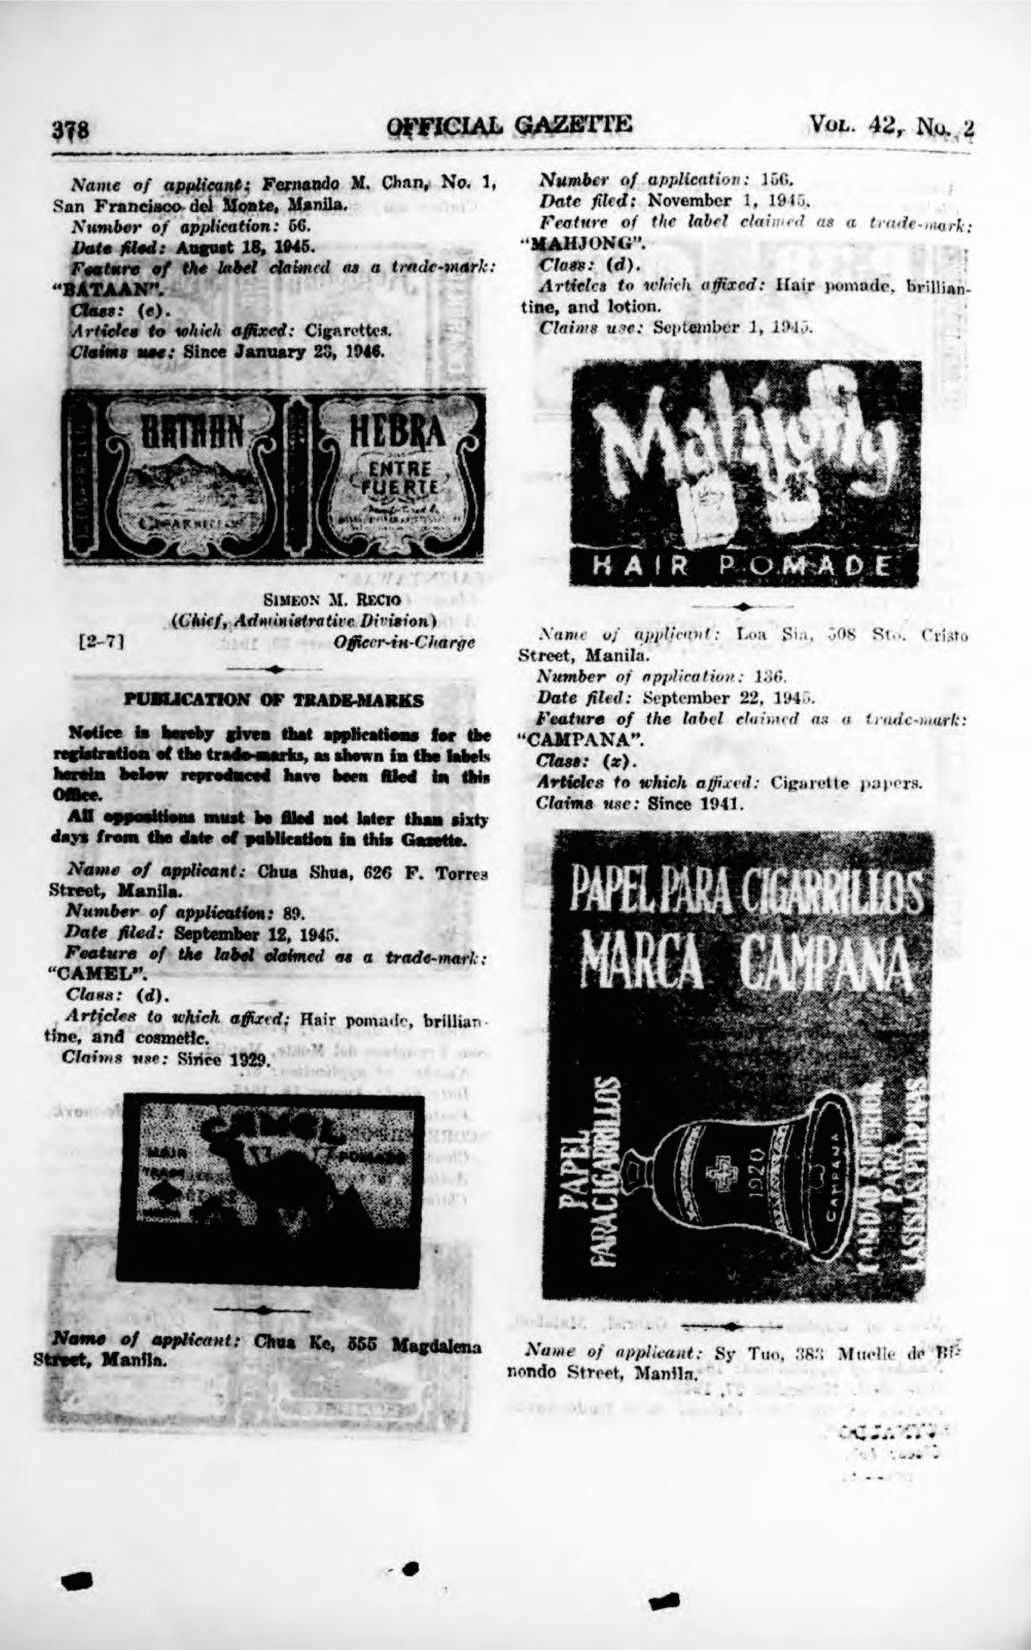 378
OFFICIAL GAZETTE
VOL. 42, No. 2
Name of applicant: Fernando M. Chan, No. 1,
San Francisco del Monte, Manila.
Number of application: 56.
Date filed: August 18, 1945.
Feature of the label claimed as a trade-mark:
“BATAAN”.
Class: (e).
Articles to which affixed: Cigarettes.
Claims use: Since January 23, 1946.
BATAAN
HEBRA
ENTRE
FUERTE
SIMEON M. RECIO
(Chief, Administrative Division)
[2–7] Officer-in-Charge
PUBLICATION OF TRADE-MARKS
Notice is hereby given that applications for the
registration of the trade-marks, as shown in the labels
herein below reproduced have been filed in this
Office.
All oppositions must be filed not later than sixty
days from the date of publication in this Gazette.
Name of applicant: Chua Shua, 626 F. Torres
Street, Manila.
Number of application: 89.
Date filed: September 12, 1945.
Feature of the label claimed as a trade-mark:
“CAMEL”.
Class: (d).
Articles to which affixed: Hair pomade, brillian-
tine, and cosmetic.
Claims use: Since 1929.
CAMEL
HAIR POMADE
Name of applicant: Chua Ke, 555 Magdalena
Street, Manila.
Number of application: 156.
Date filed: November 1, 1945.
Feature of the label claimed as a trade-mark:
“MAHJONG”.
Class: (d).
Articles to which affixed: Hair pomade, brillian-
tine, and lotion.
Claims use: September 1, 1945.
Mahjong
HAIR POMADE
Name of applicant: Loa Sia, 508 Sto. Cristo
Street, Manila.
Number of application: 136.
Date filed: September 22, 1945.
Feature of the label claimed as a trade-mark:
“CAMPANA”.
Class: (x).
Articles to which affixed: Cigarette papers.
Claims use: Since 1941.
PAPEL PARA CIGARRILLOS
MARCA CAMPANA
PAPEL
PARA CIGARRILLOS
1920
CAMPANA
TANDAO SUPERIOR
PARA
LAS ISLAS FILIPINAS
Name of applicant: Sy Tuo, 383 Muelle de Bi-
nondo Street, Manila.